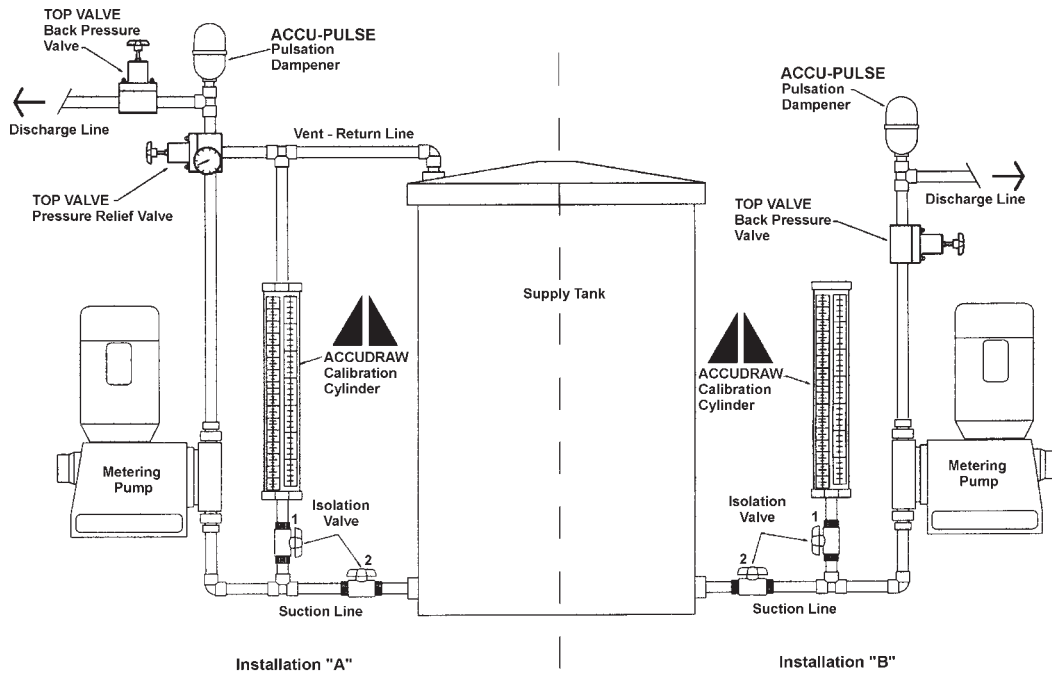 TOP VALVE
Back Pressure
Valve
ACCU-PULSE
Pulsation
Dampener
Discharge Line
Vent - Return Line
TOP VALVE
Pressure Relief Valve
ACCUDRAW
Calibration
Cylinder
Metering
Pump
Isolation
Valve
1
2
Suction Line
Installation "A"
Supply Tank
ACCU-PULSE
Pulsation
Dampener
Discharge Line
TOP VALVE
Back Pressure
Valve
ACCUDRAW
Calibration
Cylinder
Metering
Pump
Isolation
Valve
1
2
Suction Line
Installation "B"